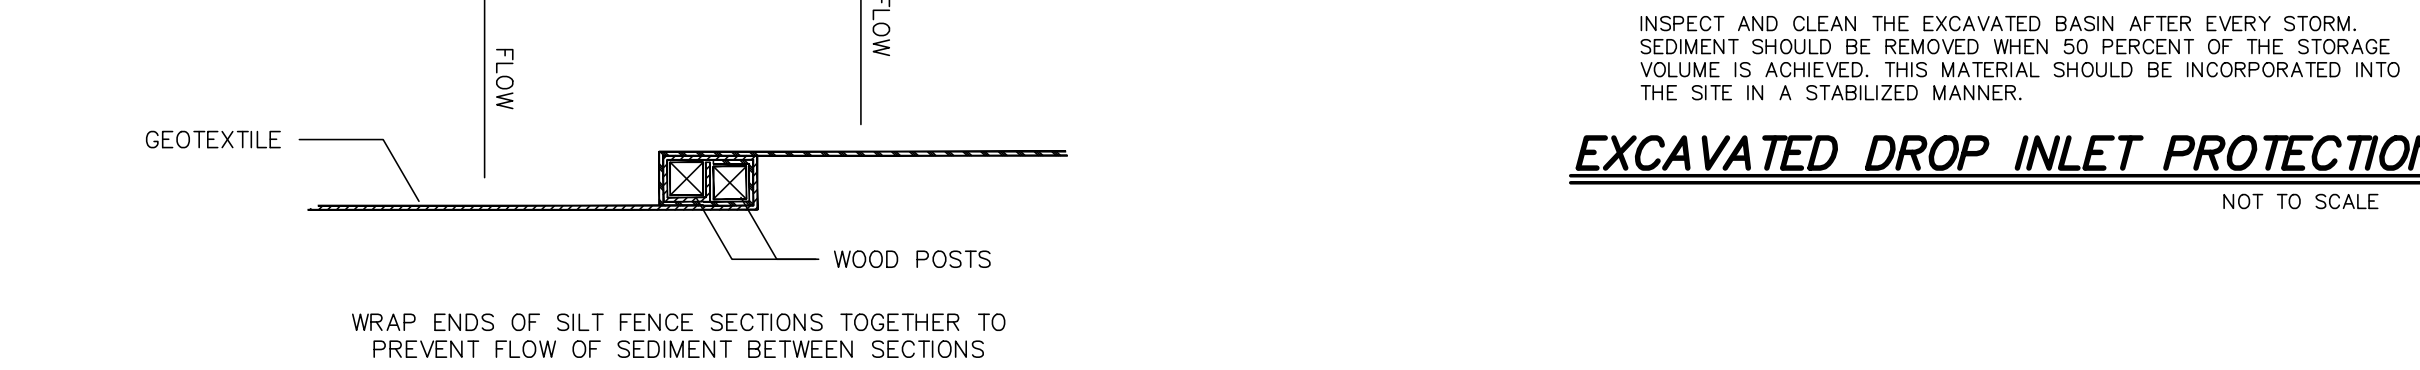 FLOW
FLOW
GEOTEXTILE
WOOD POSTS
WRAP ENDS OF SILT FENCE SECTIONS TOGETHER TO
PREVENT FLOW OF SEDIMENT BETWEEN SECTIONS
INSPECT AND CLEAN THE EXCAVATED BASIN AFTER EVERY STORM.
SEDIMENT SHOULD BE REMOVED WHEN 50 PERCENT OF THE STORAGE
VOLUME IS ACHIEVED. THIS MATERIAL SHOULD BE INCORPORATED INTO
THE SITE IN A STABILIZED MANNER.
EXCAVATED DROP INLET PROTECTION
NOT TO SCALE